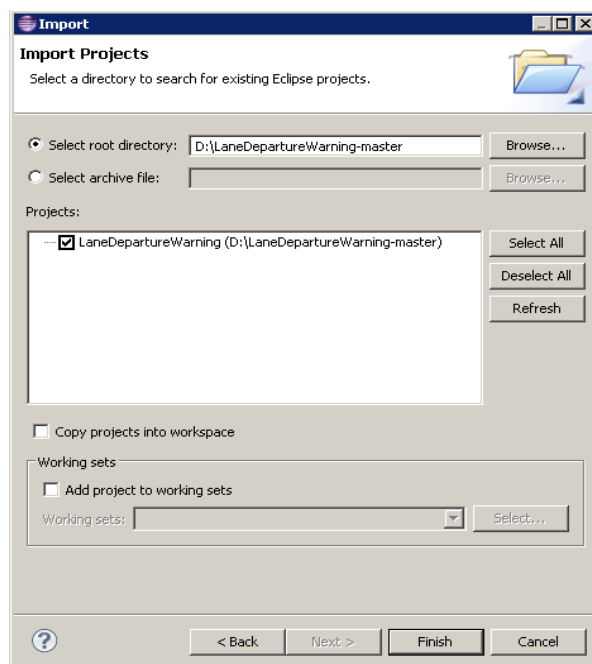 Import
Import Projects
Select a directory to search for existing Eclipse projects.
Select root directory: D:\LaneDepartureWarning-master Browse...
Select archive file: Browse...
Projects:
LaneDepartureWarning (D:\LaneDepartureWarning-master)
Select All
Deselect All
Refresh
Copy projects into workspace
Working sets
Add project to working sets
Working sets: Select...
? < Back Next > Finish Cancel